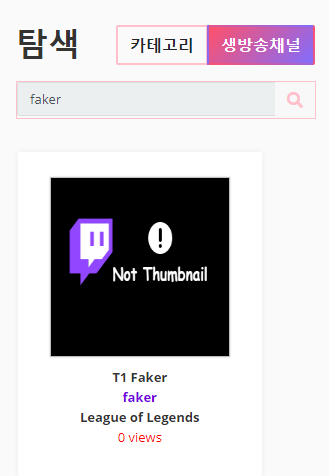 탐색
카테고리
생방송채널
faker
Not Thumbnail
T1 Faker
faker
League of Legends
0 views